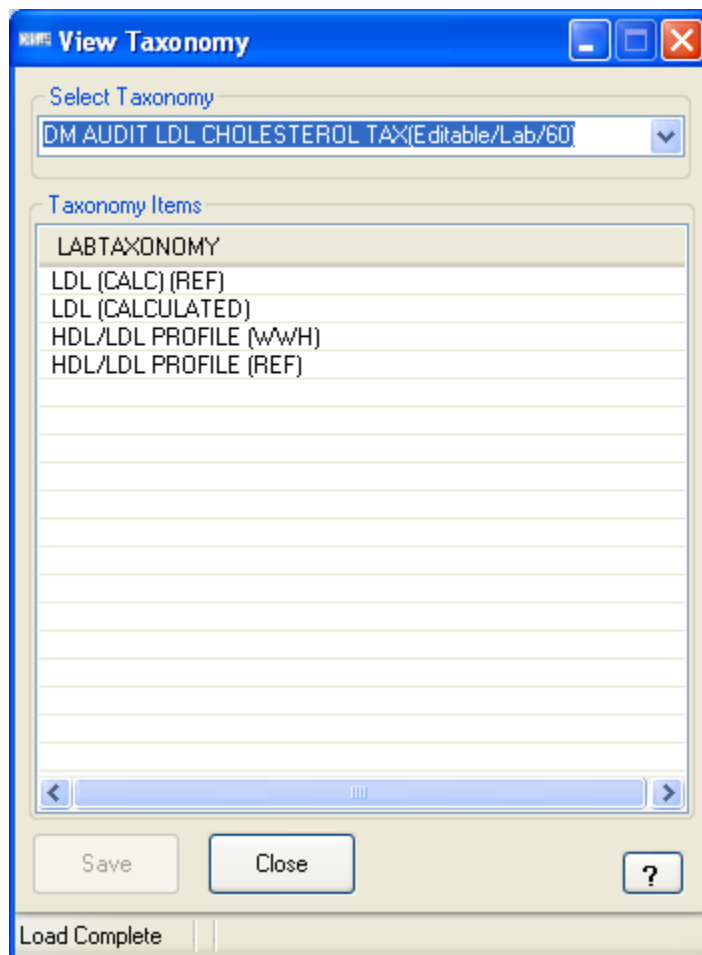 View Taxonomy
Select Taxonomy
DM AUDIT LDL CHOLESTEROL TAX(Editable/Lab/60)
Taxonomy Items
LABTAXONOMY
LDL (CALC) (REF)
LDL (CALCULATED)
HDL/LDL PROFILE (WWH)
HDL/LDL PROFILE (REF)
Save
Close
?
Load Complete